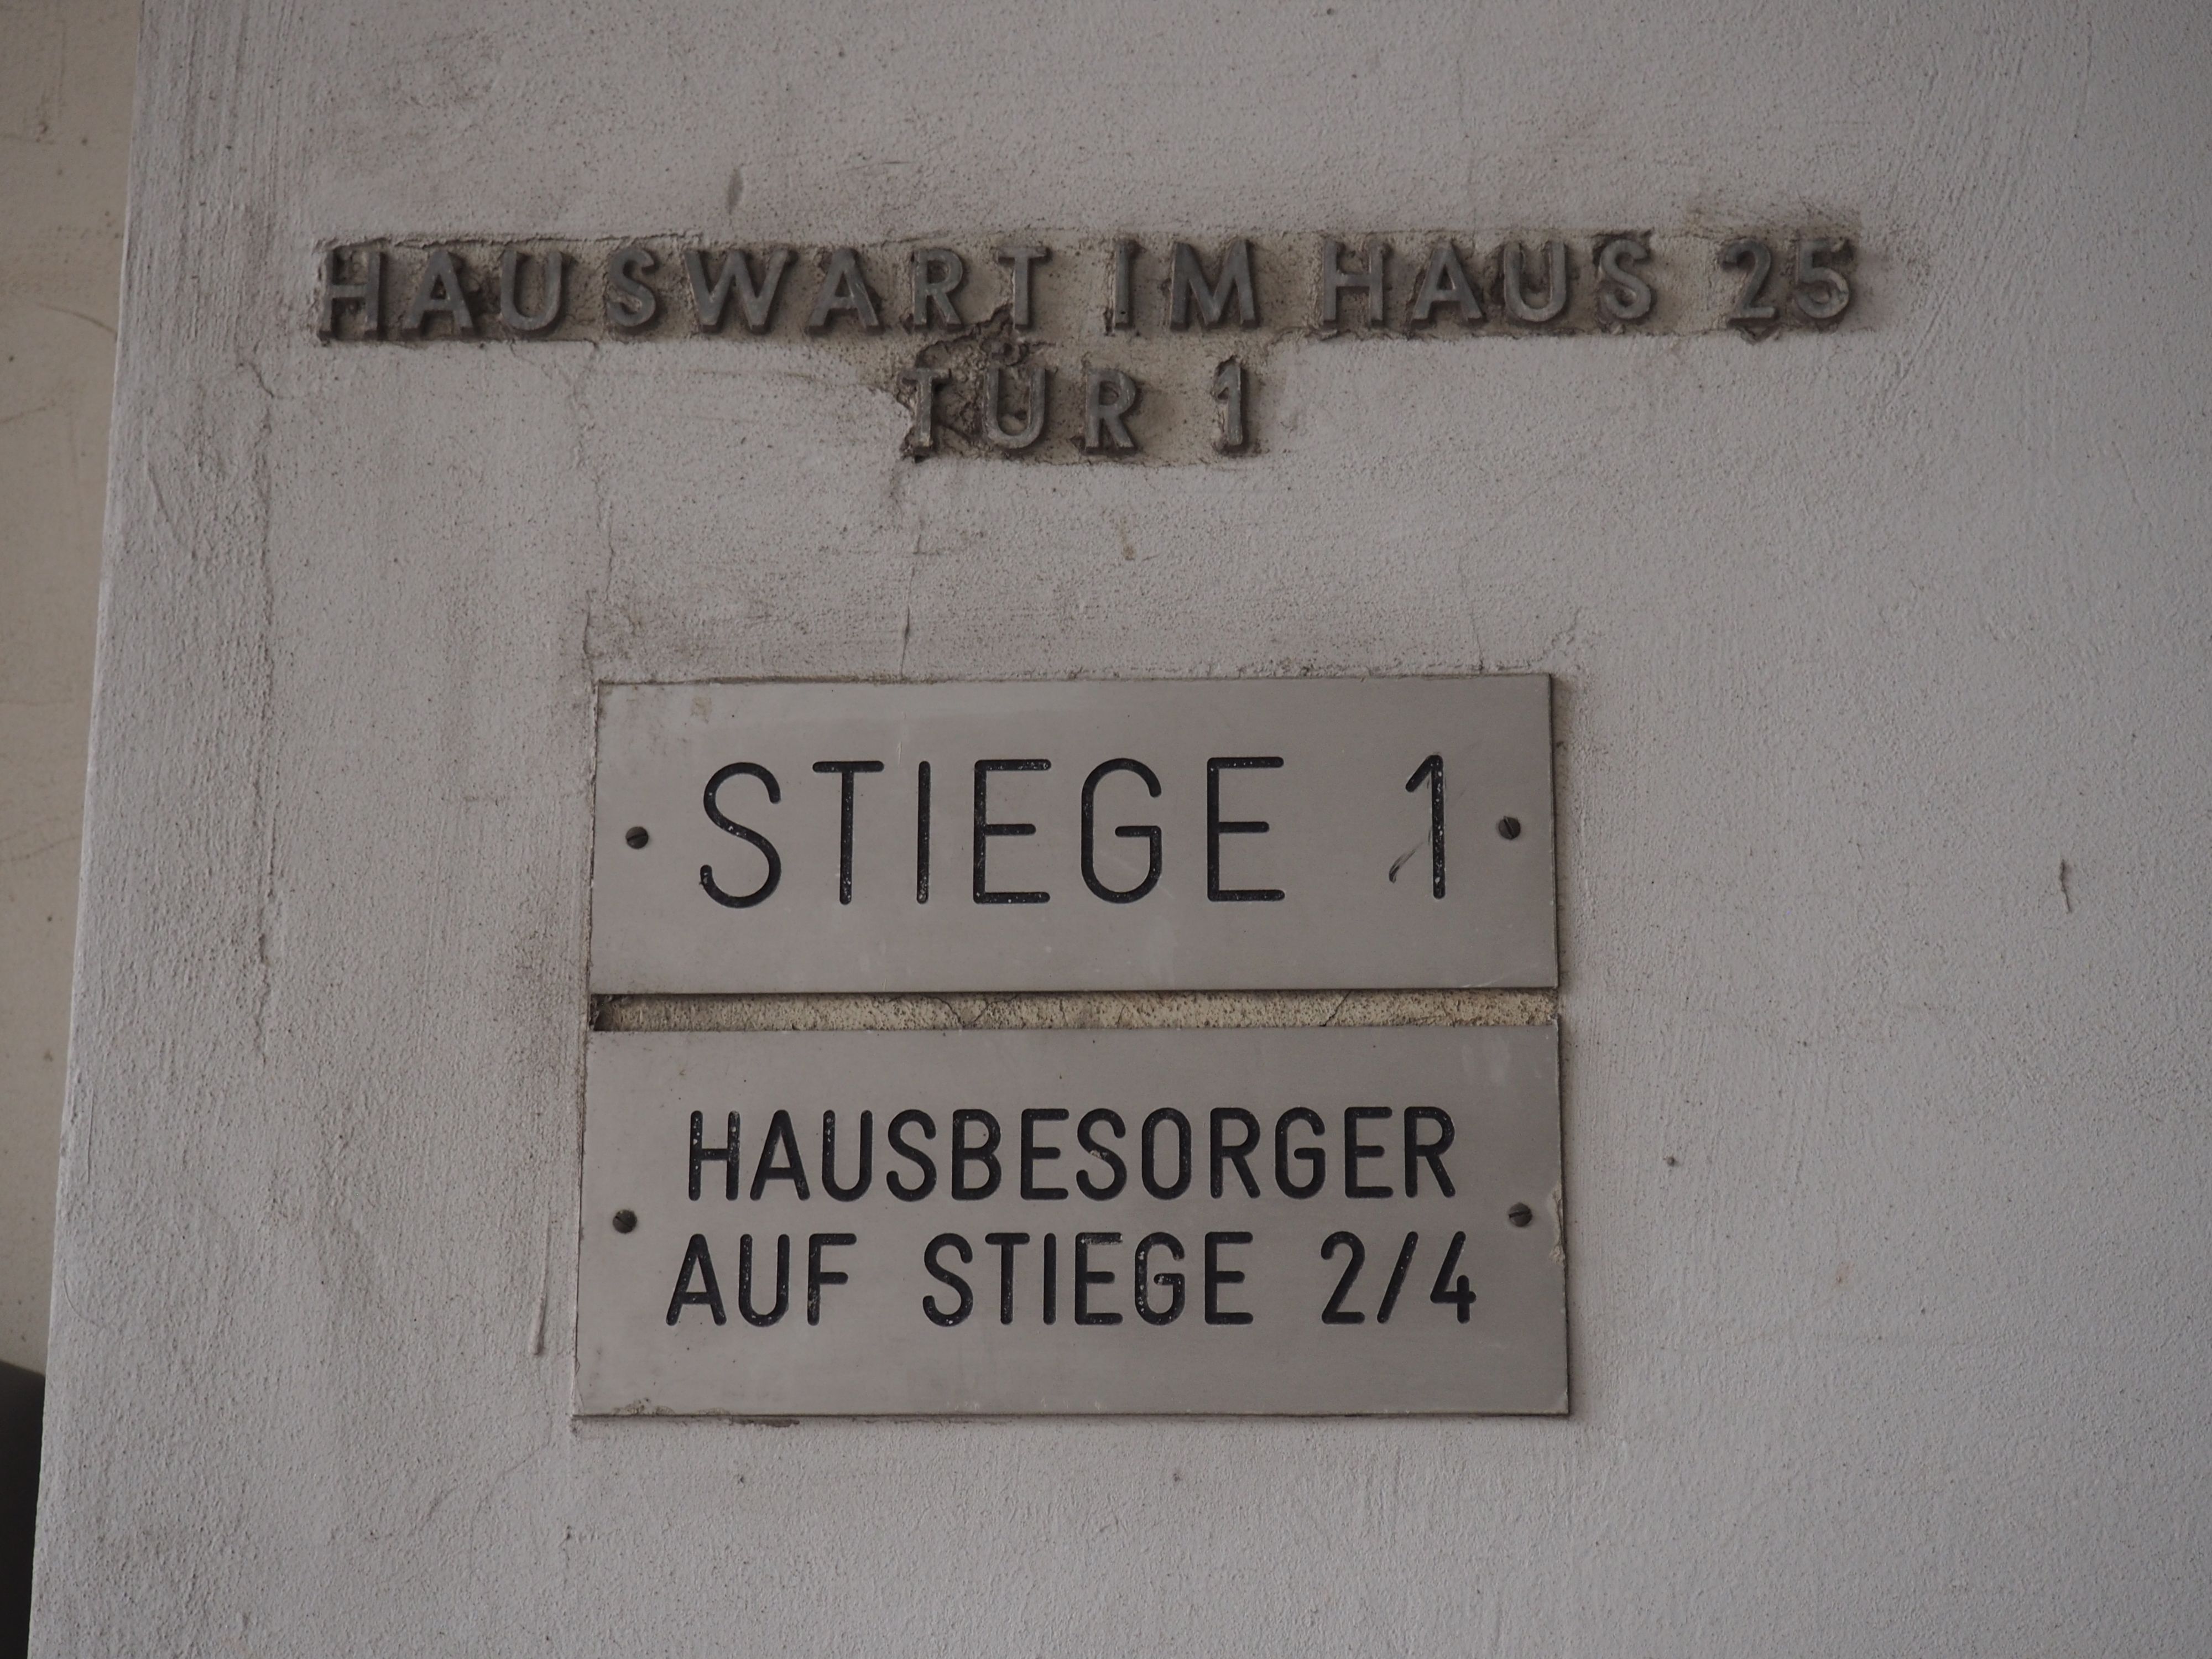 HAUSWART IM HAUS 25
TÜR 1
STIEGE 1
HAUSBESORGER
AUF STIEGE 2/4